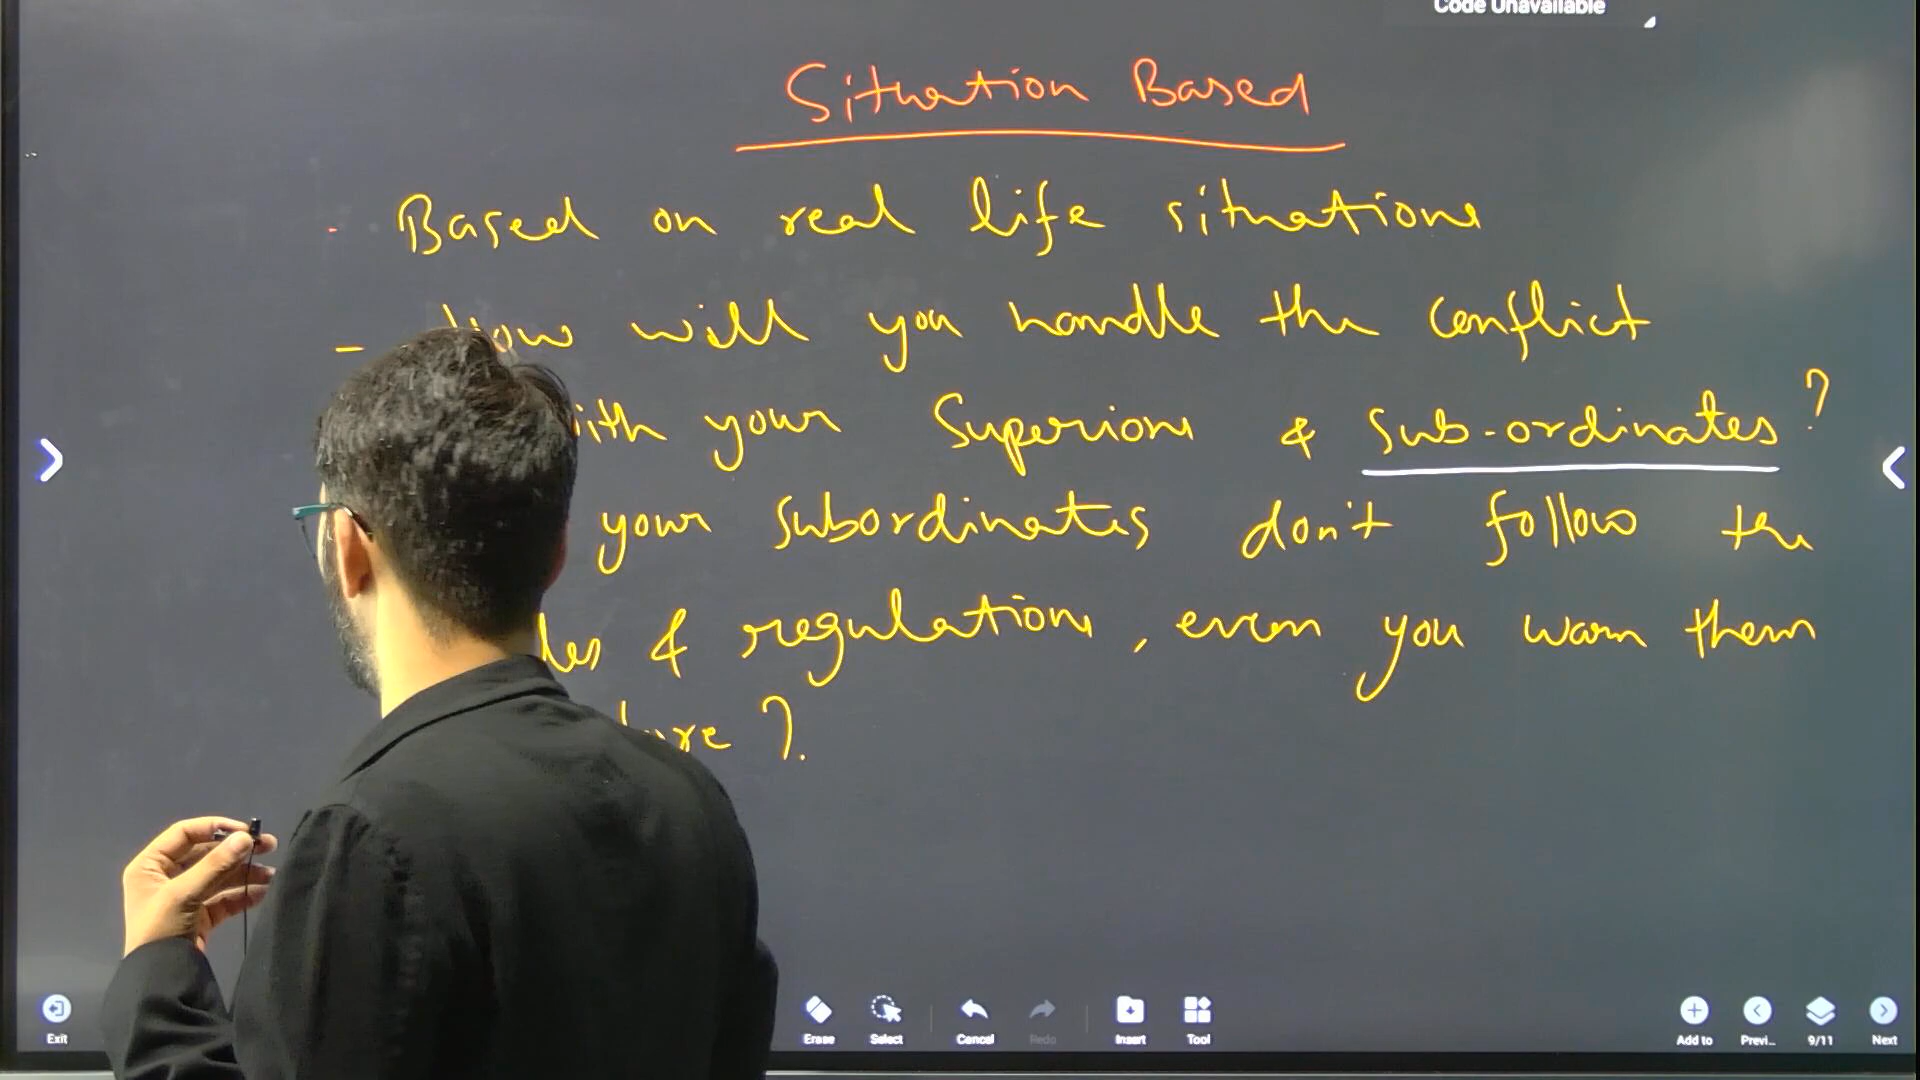 Code Unavailable
Situation Based
Based on real life situations
- How will you handle the conflict
with your Superiors & sub-ordinates?
your subordinates don't follow the
& regulations, even you warn them
?
Exit
Erase Select Cancel Redo Insert Tool
Add to Previ... 9/11 Next